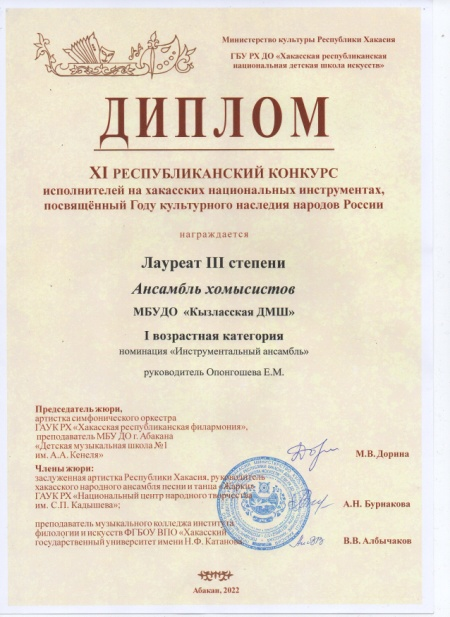 Министерство культуры Республики Хакасия
ГБУ РХ ДО «Хакасская республиканская
национальная детская школа искусств»
ДИПЛОМ
XI РЕСПУБЛИКАНСКИЙ КОНКУРС
исполнителей на хакасских национальных инструментах,
посвящённый Году культурного наследия народов России
награждается
Лауреат III степени
Ансамбль хомысистов
МБУДО «Кызласская ДМШ»
I возрастная категория
номинация «Инструментальный ансамбль»
руководитель Опонгошева Е.М.
Председатель жюри,
артистка симфонического оркестра
ГАУК РХ «Хакасская республиканская филармония»,
преподаватель МБУ ДО г. Абакана
«Детская музыкальная школа №1
им. А.А. Кенеля»
М.В. Дорина
Члены жюри:
заслуженная артистка Республики Хакасия, руководитель
хакасского народного ансамбля песни и танца «Жарки»
ГАУК РХ «Национальный центр народного творчества
им. С.П. Кадышева»;
А.Н. Бурнакова
преподаватель музыкального колледжа института
филологии и искусств ФГБОУ ВПО «Хакасский
государственный университет имени Н.Ф. Катанова»
В.В. Албычаков
Абакан, 2022